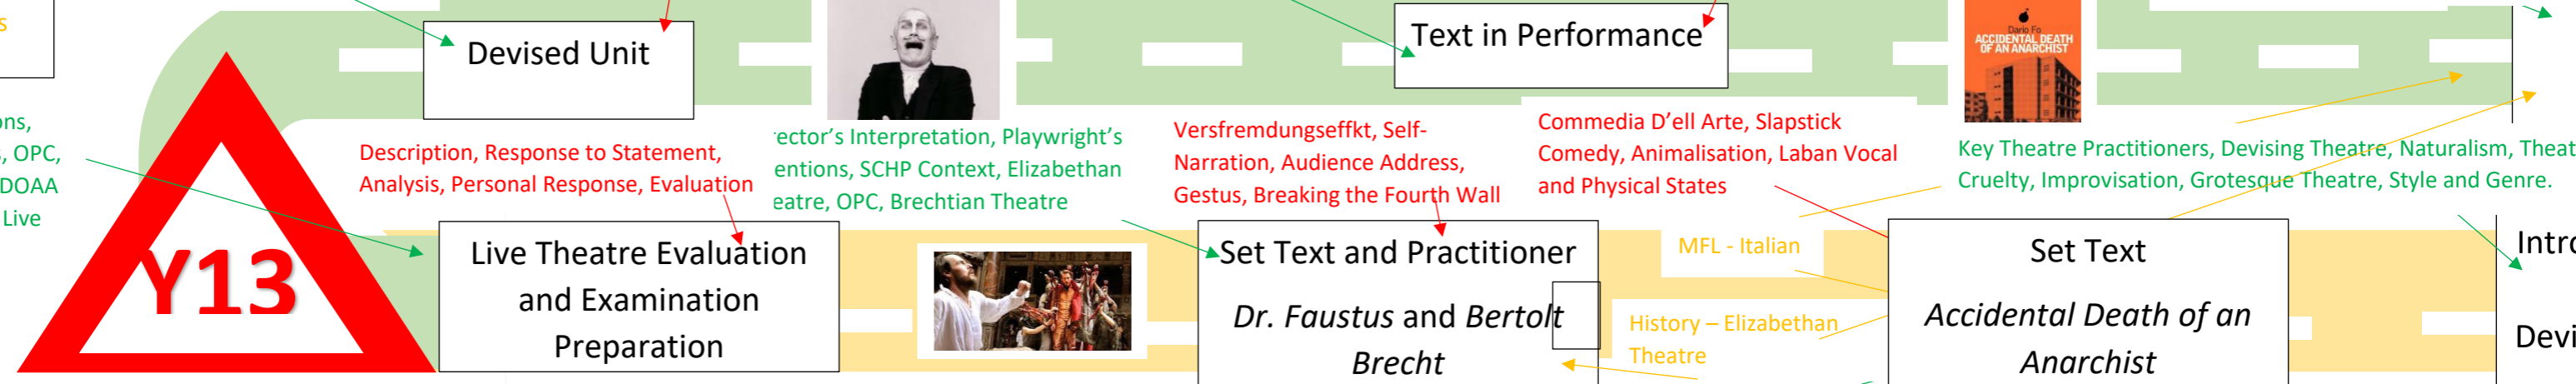 s
Devised Unit
Text in Performance
Dario Fo
ACCIDENTAL DEATH
OF AN ANARCHIST
ons,
, OPC,
DOAA
Live
Description, Response to Statement,
Analysis, Personal Response, Evaluation
rector's Interpretation, Playwright's
entions, SCHP Context, Elizabethan
eatre, OPC, Brechtian Theatre
Versfremdungseffkt, Self-
Narration, Audience Address,
Gestus, Breaking the Fourth Wall
Commedia D'ell Arte, Slapstick
Comedy, Animalisation, Laban Vocal
and Physical States
Key Theatre Practitioners, Devising Theatre, Naturalism, Theat
Cruelty, Improvisation, Grotesque Theatre, Style and Genre.
Y13
Live Theatre Evaluation
and Examination
Preparation
Set Text and Practitioner
Dr. Faustus and Bertolt
Brecht
MFL - Italian
History – Elizabethan
Theatre
Set Text
Accidental Death of an
Anarchist
Intro
Devi